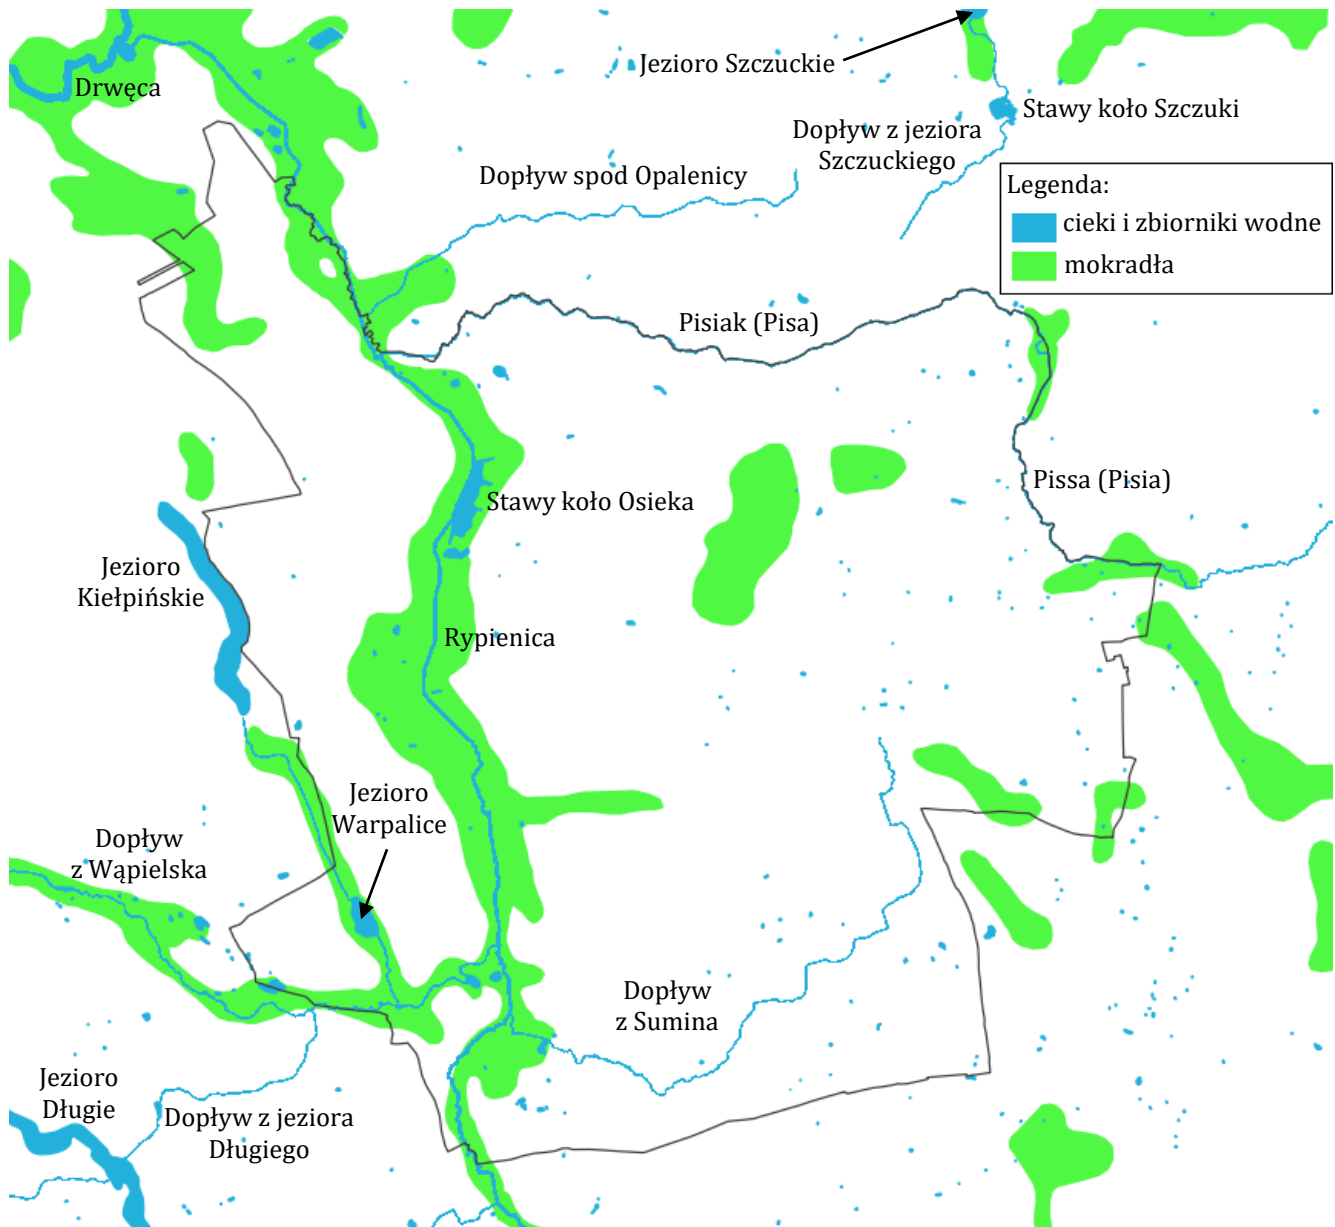 Jezioro Szczuckie
Drwęca
Stawy koło Szczuki
Dopływ z jeziora
Szczuckiego
Dopływ spod Opalenicy
Legenda:
cieki i zbiorniki wodne
mokradła
Pisiak (Pisa)
Pissa (Pisia)
Stawy koło Osieka
Jezioro
Kiełpińskie
Rypienica
Jezioro
Warpalice
Dopływ
z Wąpielska
Dopływ
z Sumina
Jezioro
Długie
Dopływ z jeziora
Długiego